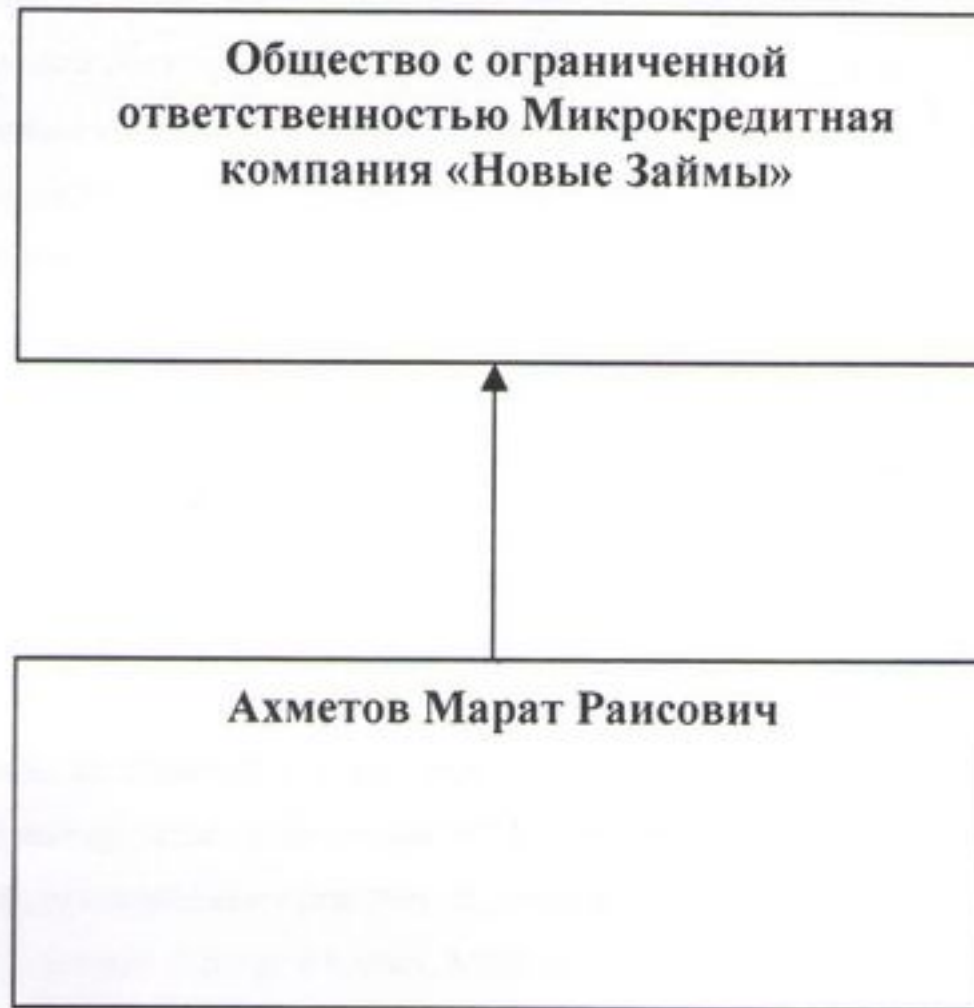 Общество с ограниченной
ответственностью Микрокредитная
компания «Новые Займы»
Ахметов Марат Раисович